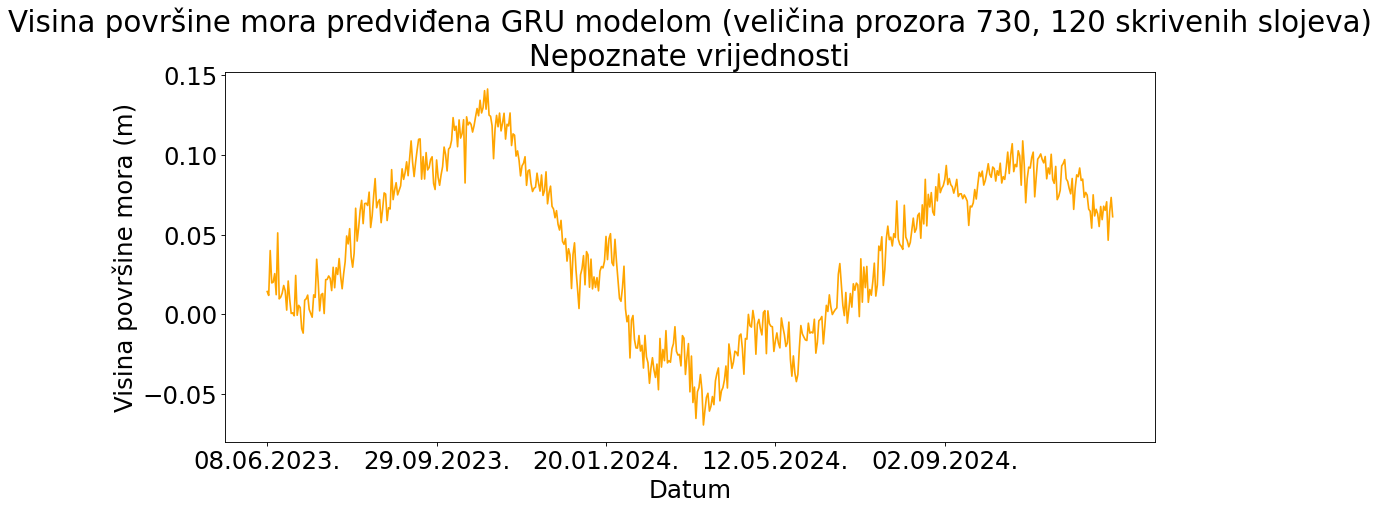 Visina površine mora predviđena GRU modelom (veličina prozora 730, 120 skrivenih slojeva)
Nepoznate vrijednosti
Visina površine mora (m)
0.15
0.10
0.05
0.00
−0.05
08.06.2023.
29.09.2023.
20.01.2024.
12.05.2024.
02.09.2024.
Datum